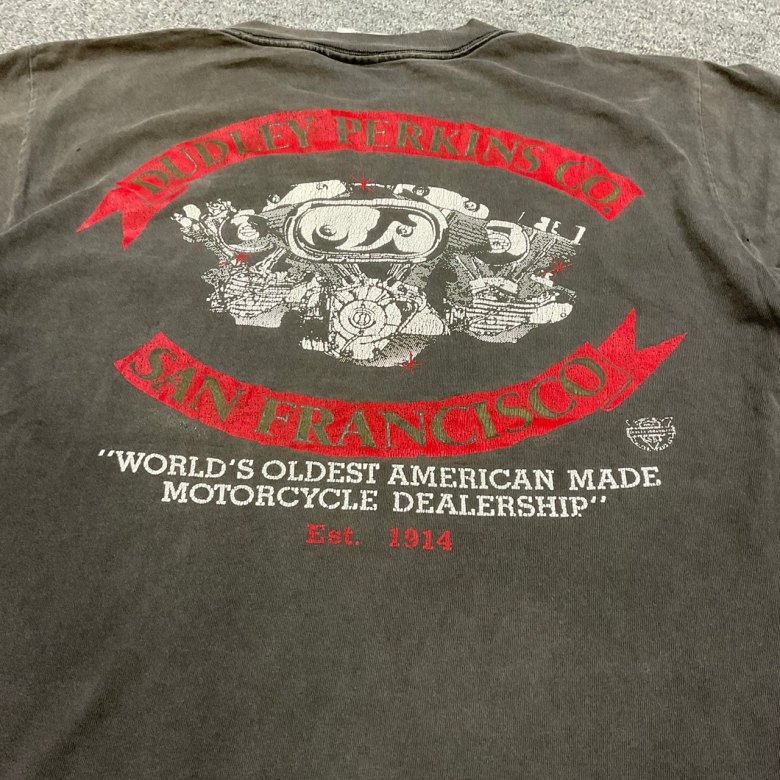 DUDLEY PERKINS CO.
SAN FRANCISCO
"WORLD'S OLDEST AMERICAN MADE
MOTORCYCLE DEALERSHIP"
Est. 1914